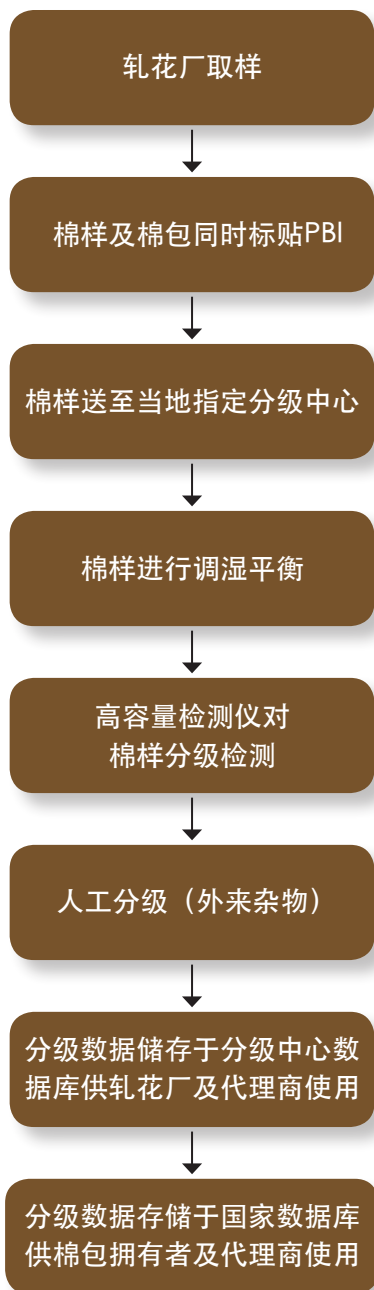 轧花厂取样
棉样及棉包同时标贴PBI
棉样送至当地指定分级中心
棉样进行调湿平衡
高容量检测仪对
棉样分级检测
人工分级（外来杂物）
分级数据储存于分级中心数
据库供轧花厂及代理商使用
分级数据存储于国家数据库
供棉包拥有者及代理商使用